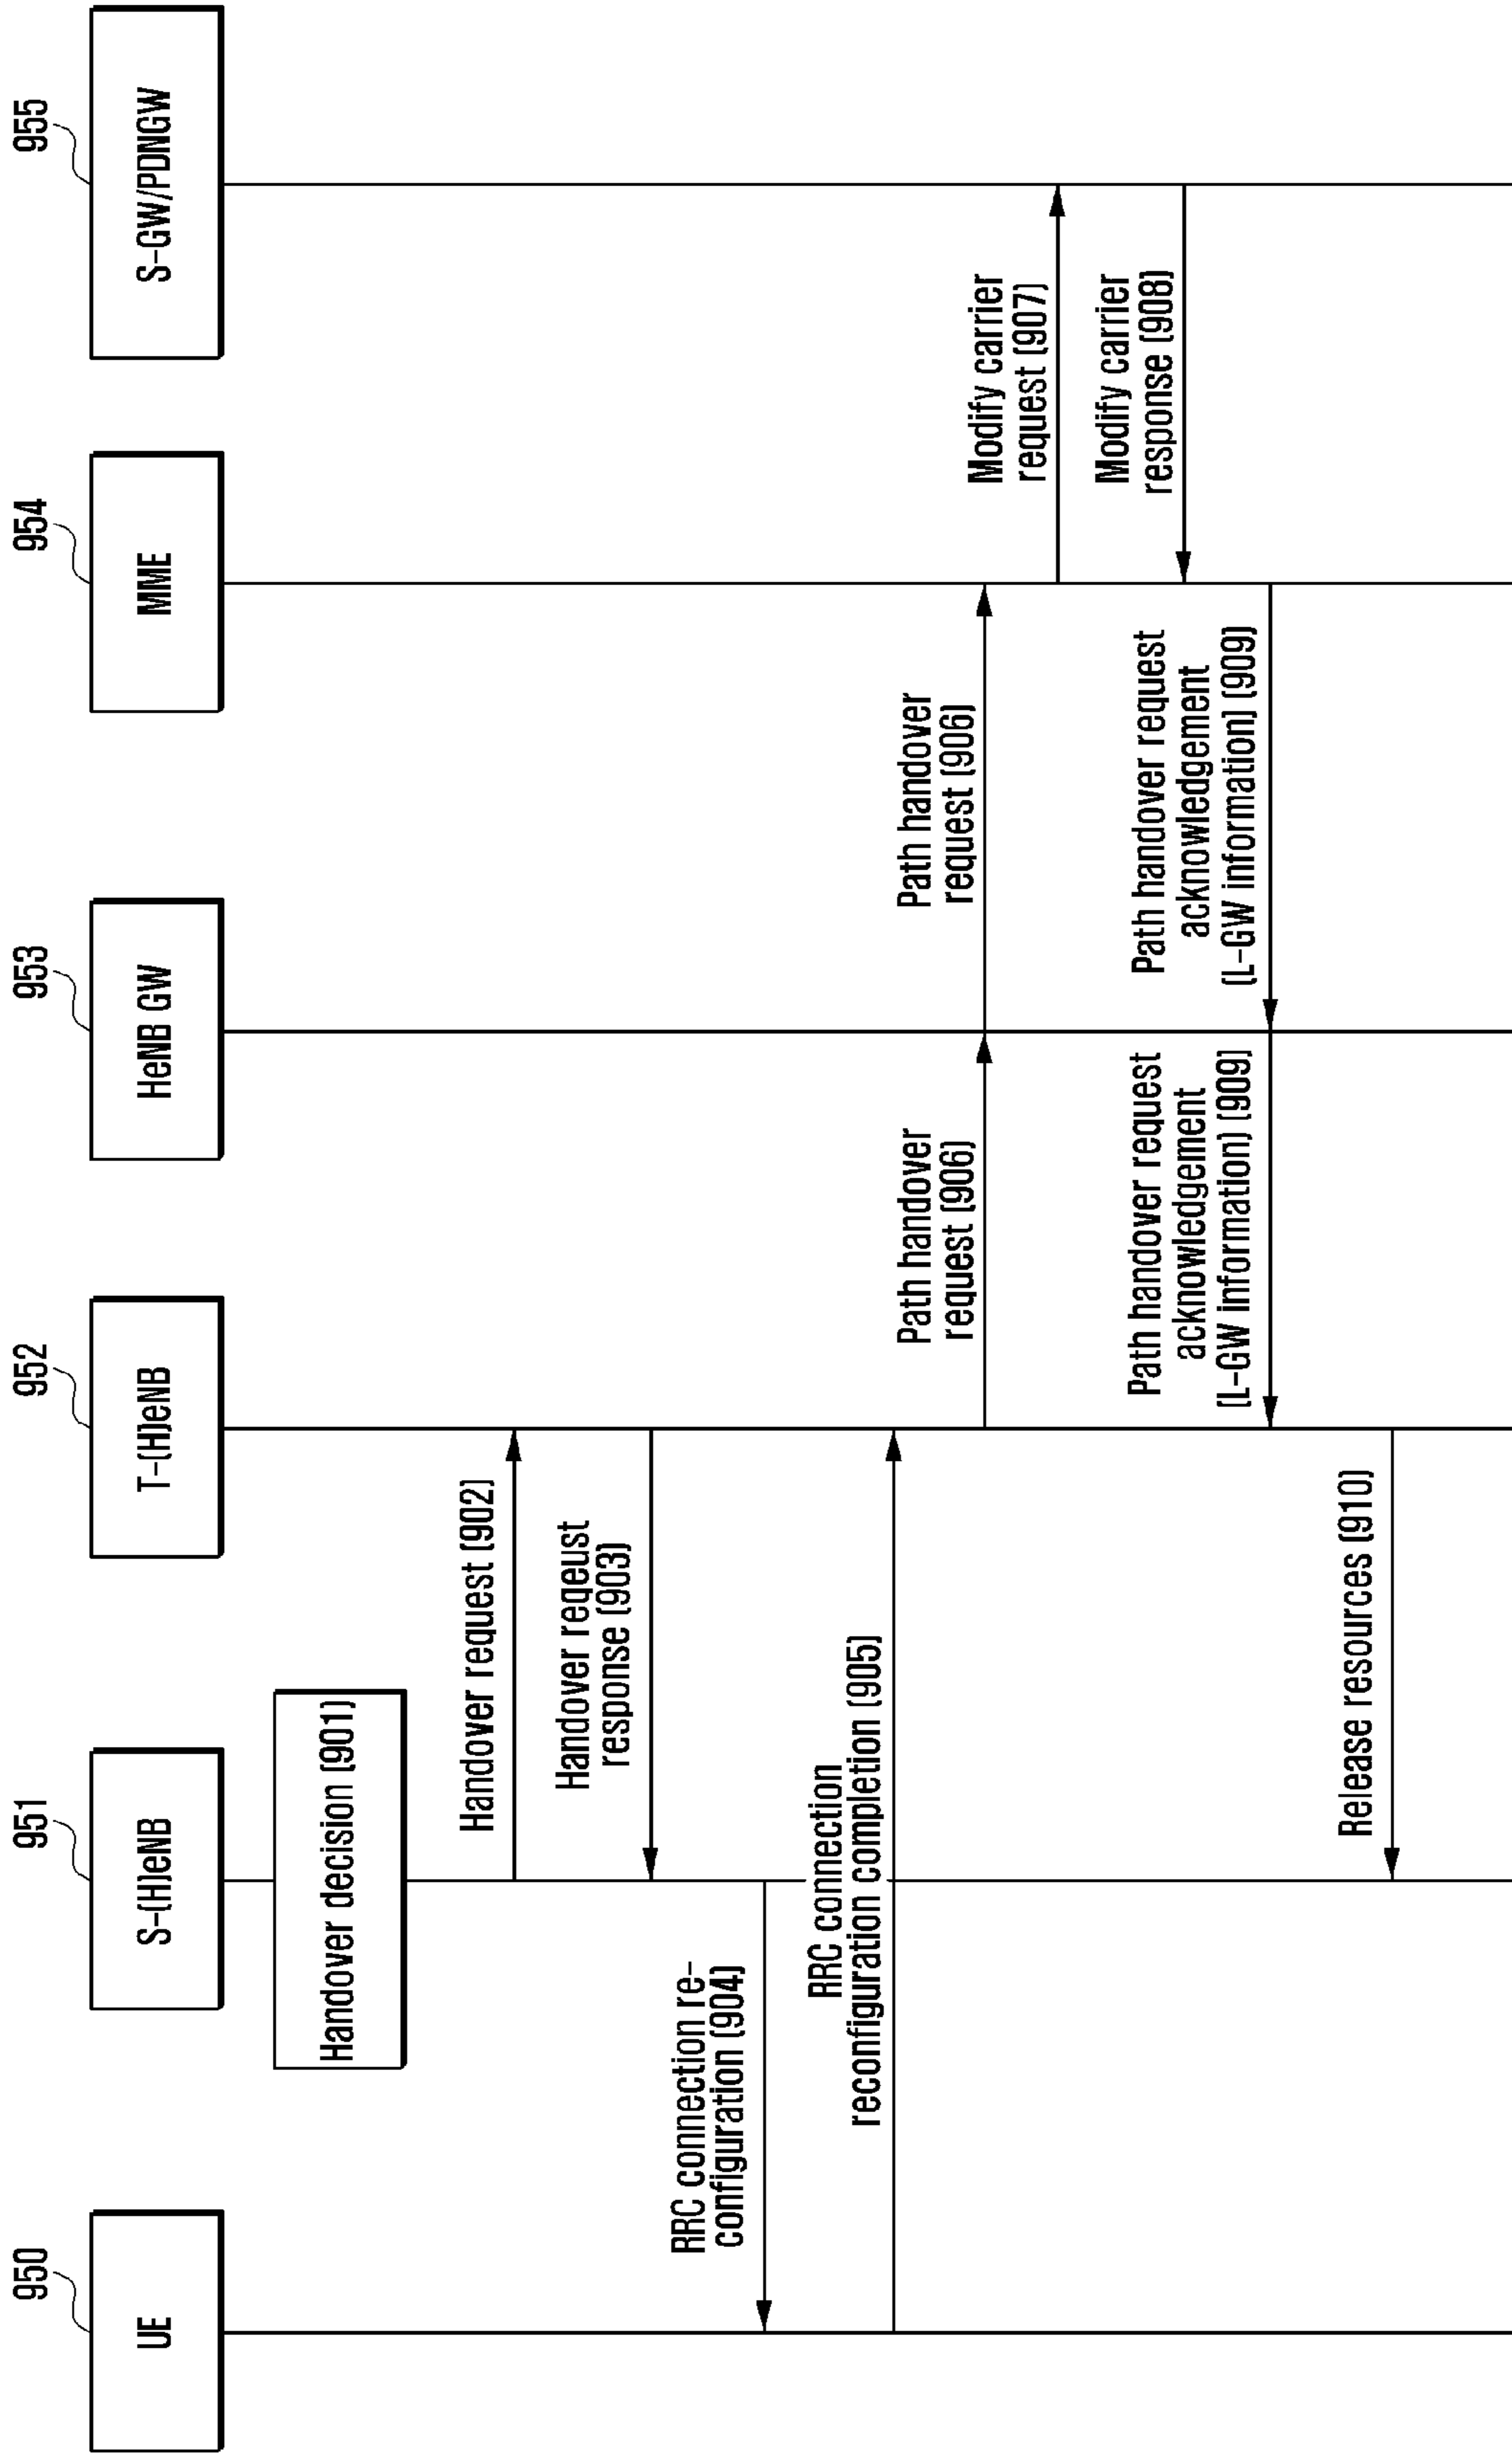 950
951
952
953
954
955
UE
S-(H)eNB
T-(H)eNB
HeNB GW
MME
S-GW/PDNGW
Handover decision (901)
Handover request (902)
Handover reqeust
response (903)
RRC connection re-
configuration (904)
RRC connection
reconfiguration completion (905)
Path handover
request (906)
Path handover
request (906)
Modify carrier
request (907)
Modify carrier
response (908)
Path handover request
acknowledgement
(L-GW information) (909)
Path handover request
acknowledgement
(L-GW information) (909)
Release resources (910)